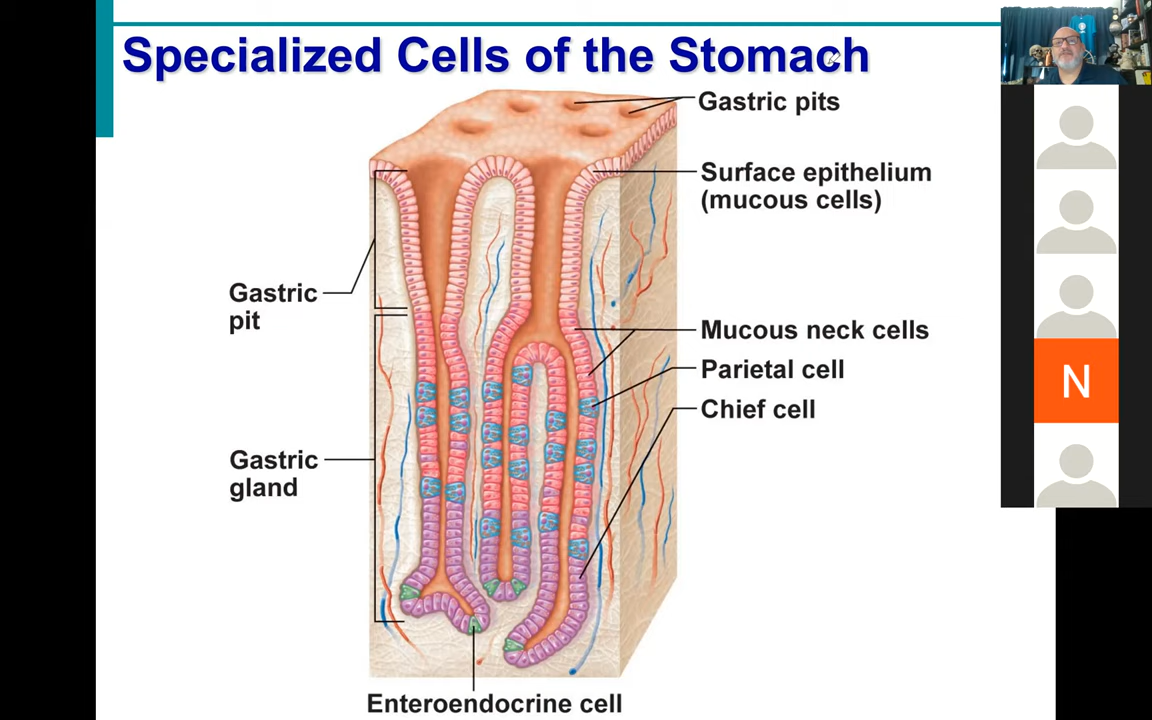 Specialized Cells of the Stomach
Gastric pits
Surface epithelium
(mucous cells)
Gastric
pit
Mucous neck cells
Parietal cell
Chief cell
Gastric
gland
Enteroendocrine cell
N